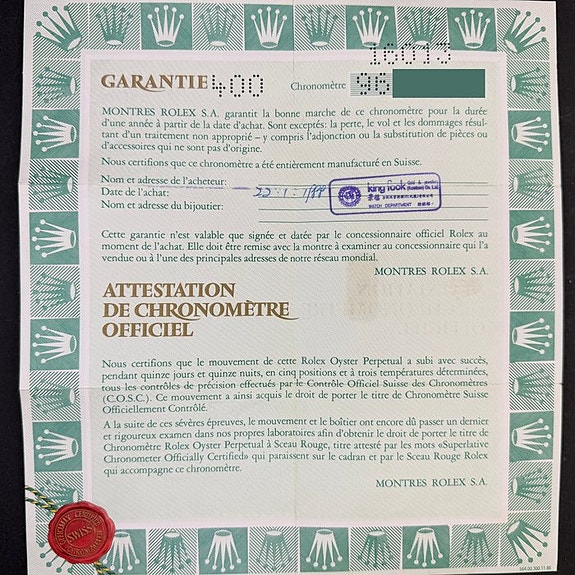 16013
GARANTIE 400 Chronomètre 96
MONTRES ROLEX S.A. garantit la bonne marche de ce chronomètre pour la durée
d'une année à partir de la date d'achat. Sont exceptés: la perte, le vol et les dommages résul-
tant d'un traitement non approprié – y compris l'adjonction ou la substitution de pièces ou
d'accessoires qui ne sont pas d'origine.
Nous certifions que ce chronomètre a été entièrement manufacturé en Suisse.
Nom et adresse de l'acheteur:
Date de l'achat:
Nom et adresse du bijoutier:
King Fook Gold & Jewellery
WATCH DEPARTMENT
Cette garantie n'est valable que signée et datée par le concessionnaire officiel Rolex au
moment de l'achat. Elle doit être remise avec la montre à examiner au concessionnaire qui l'a
vendue ou à l'une des principales adresses de notre réseau mondial.
MONTRES ROLEX S.A.
ATTESTATION
DE CHRONOMÈTRE
OFFICIEL
Nous certifions que le mouvement de cette Rolex Oyster Perpetual a subi avec succès,
pendant quinze jours et quinze nuits, en cinq positions et à trois températures déterminées,
tous les contrôles de précision effectués par le Contrôle Officiel Suisse des Chronomètres
(C.O.S.C.). Ce mouvement a ainsi acquis le droit de porter le titre de Chronomètre Suisse
Officiellement Contrôlé.
A la suite de ces sévères épreuves, le mouvement et le boîtier ont encore dû passer un dernier
et rigoureux examen dans nos propres laboratoires afin d'obtenir le droit de porter le titre de
Chronomètre Rolex Oyster Perpetual à Sceau Rouge, titre attesté par les mots «Superlative
Chronometer Officially Certified» qui paraissent sur le cadran et par le Sceau Rouge Rolex
qui accompagne ce chronomètre.
MONTRES ROLEX S.A.
SWISS
564.00.300.11.86